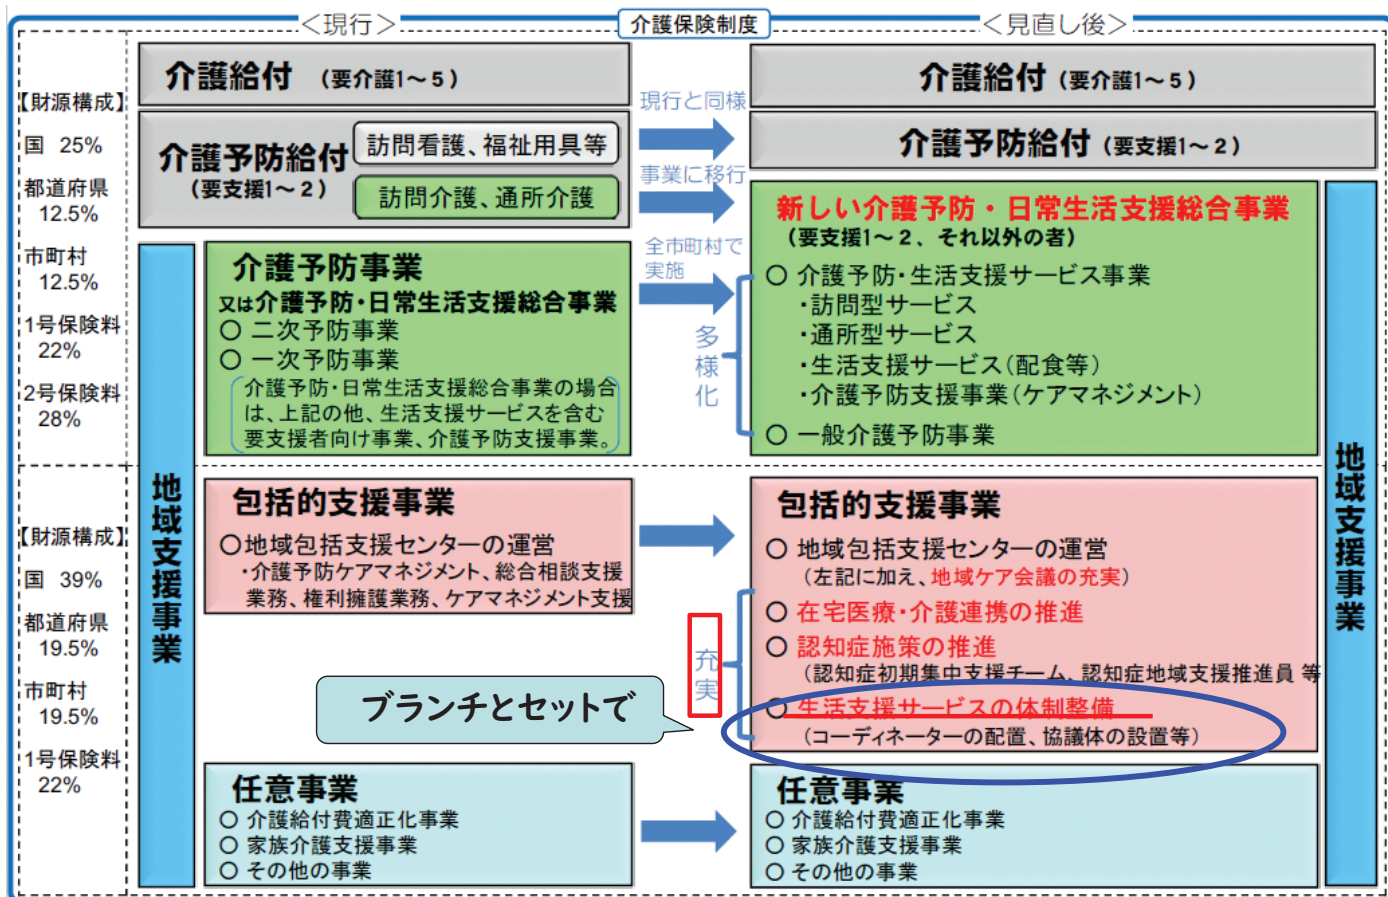 ＜現行＞
介護保険制度
＜見直し後＞
【財源構成】
国 25%
都道府県
12.5%
市町村
12.5%
1号保険料
22%
2号保険料
28%
【財源構成】
国 39%
都道府県
19.5%
市町村
19.5%
1号保険料
22%
地域支援事業
介護給付 （要介護1～5）
介護予防給付
（要支援1～2）
訪問看護、福祉用具等
訪問介護、通所介護
介護予防事業
又は介護予防・日常生活支援総合事業
○ 二次予防事業
○ 一次予防事業
介護予防・日常生活支援総合事業の場合
は、上記の他、生活支援サービスを含む
要支援者向け事業、介護予防支援事業。
包括的支援事業
○地域包括支援センターの運営
・介護予防ケアマネジメント、総合相談支援
業務、権利擁護業務、ケアマネジメント支援
任意事業
○ 介護給付費適正化事業
○ 家族介護支援事業
○ その他の事業
現行と同様
事業に移行
全市町村で
実施
多様化
充実
ブランチとセットで
介護給付 （要介護1～5）
介護予防給付 （要支援1～2）
新しい介護予防・日常生活支援総合事業
（要支援1～2、それ以外の者）
○ 介護予防・生活支援サービス事業
・訪問型サービス
・通所型サービス
・生活支援サービス（配食等）
・介護予防支援事業（ケアマネジメント）
○ 一般介護予防事業
包括的支援事業
○ 地域包括支援センターの運営
（左記に加え、地域ケア会議の充実）
○ 在宅医療・介護連携の推進
○ 認知症施策の推進
（認知症初期集中支援チーム、認知症地域支援推進員 等
○ 生活支援サービスの体制整備
（コーディネーターの配置、協議体の設置等）
任意事業
○ 介護給付費適正化事業
○ 家族介護支援事業
○ その他の事業
地域支援事業